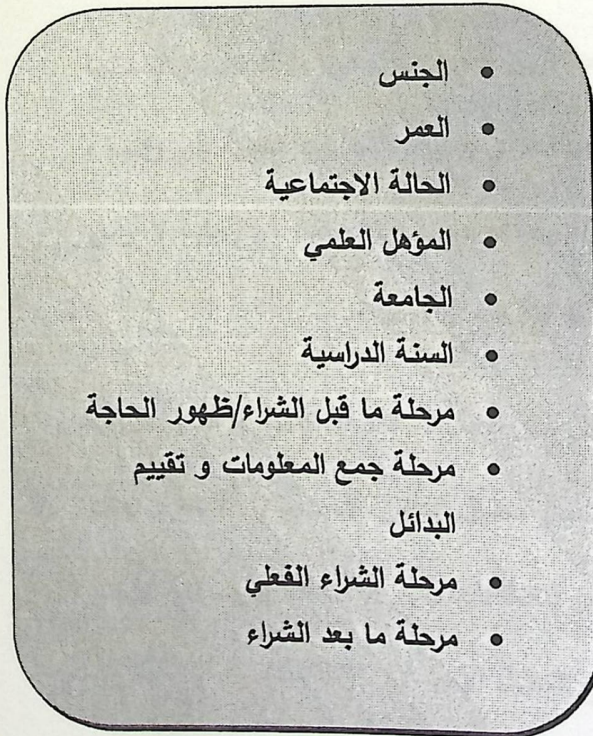 • الجنس
• العمر
• الحالة الاجتماعية
• المؤهل العلمي
• الجامعة
• السنة الدراسية
• مرحلة ما قبل الشراء/ظهور الحاجة
• مرحلة جمع المعلومات و تقييم
البدائل
• مرحلة الشراء الفعلي
• مرحلة ما بعد الشراء